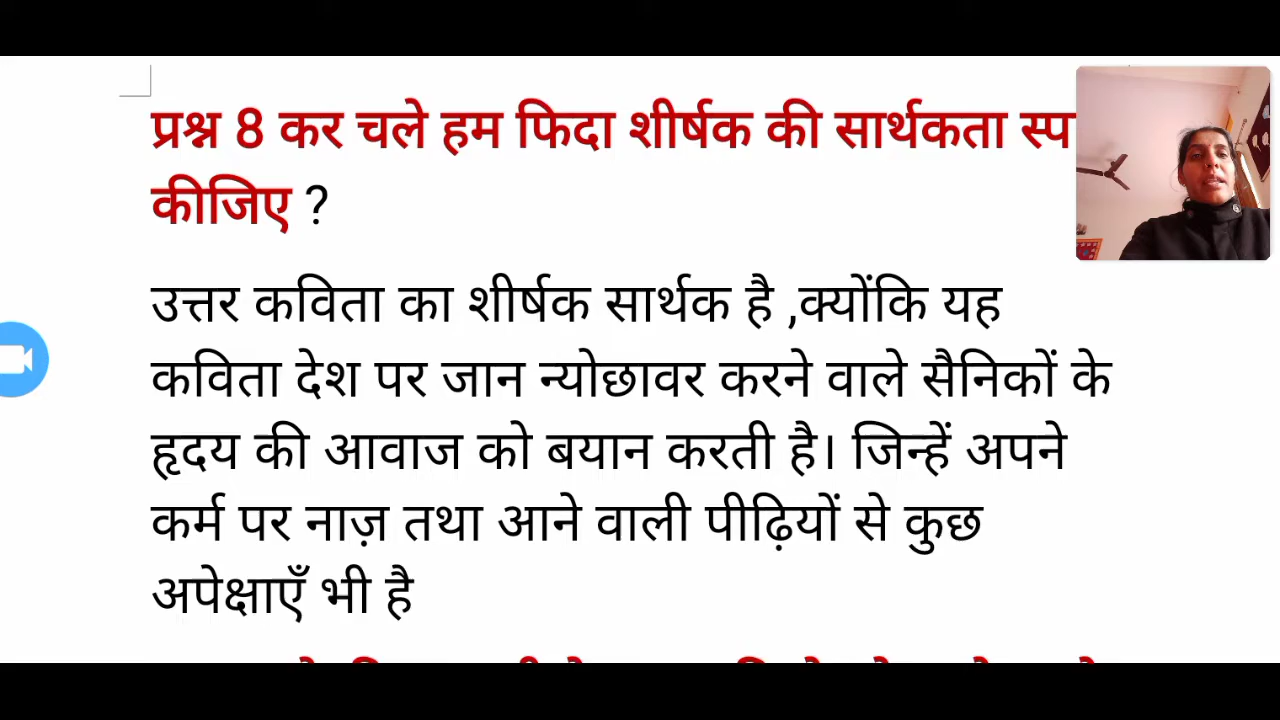 प्रश्न 8 कर चले हम फिदा शीर्षक की सार्थकता
कीजिए ?
उत्तर कविता का शीर्षक सार्थक है ,क्योंकि यह
कविता देश पर जान न्योछावर करने वाले सैनिकों के
हृदय की आवाज को बयान करती है। जिन्हें अपने
कर्म पर नाज़ तथा आने वाली पीढ़ियों से कुछ
अपेक्षाएँ भी है